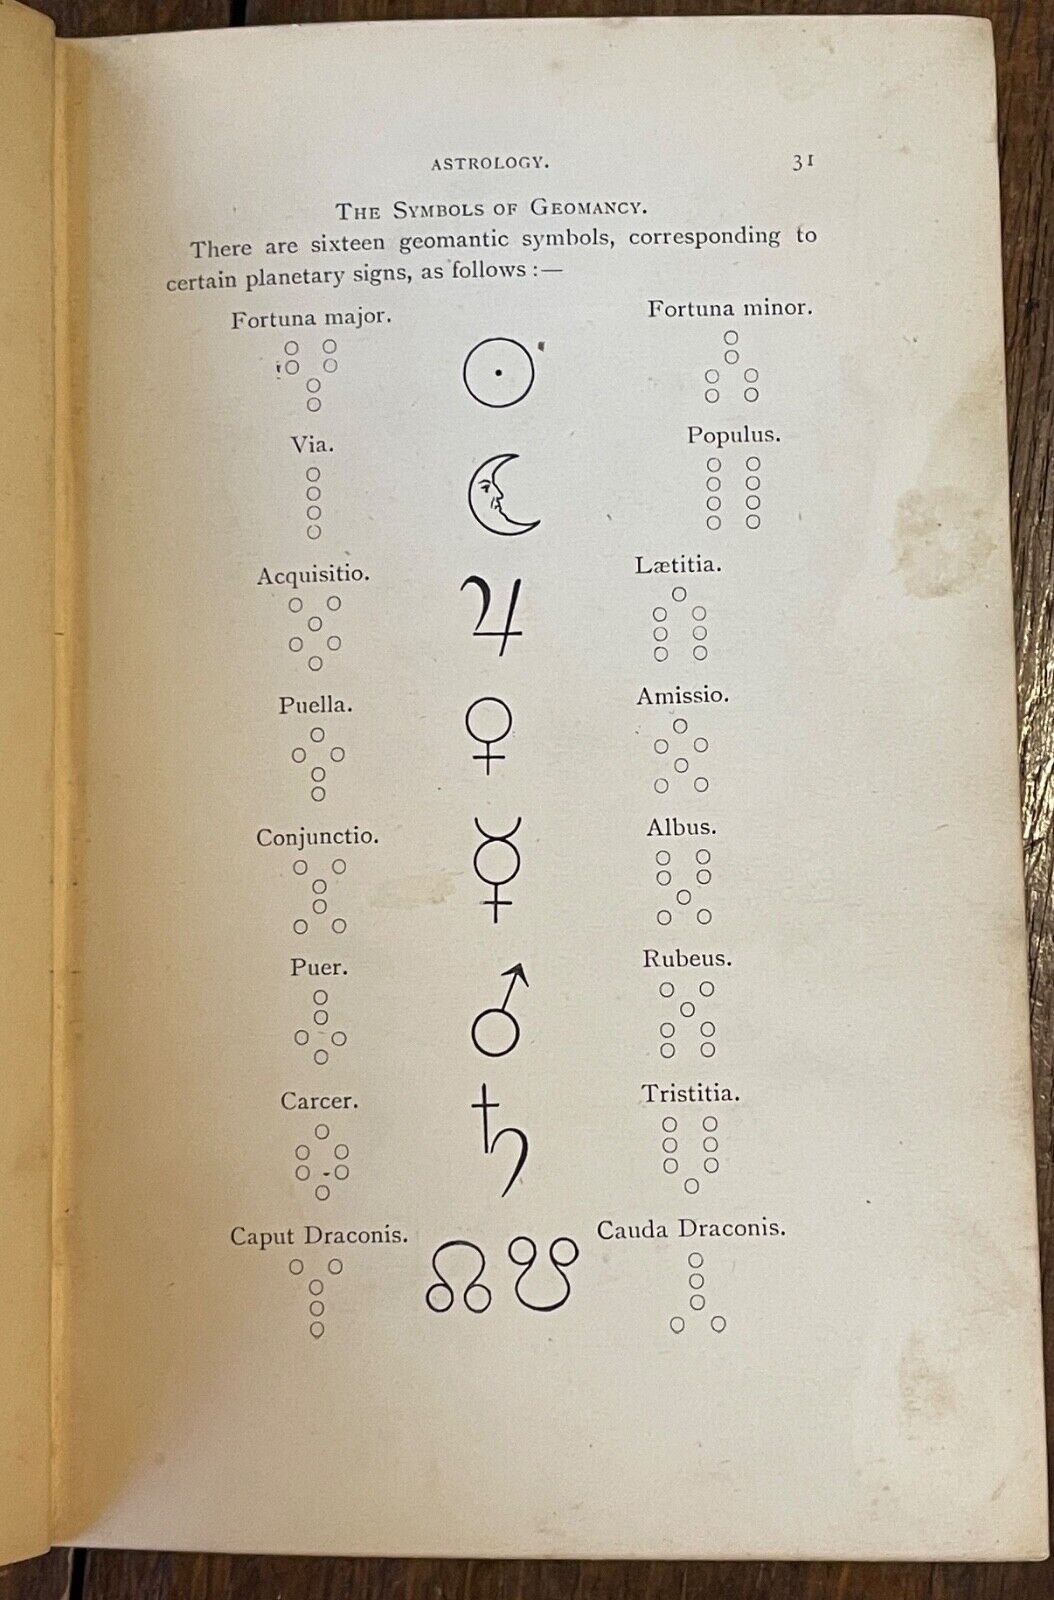 ASTROLOGY. 31
THE SYMBOLS OF GEOMANCY.
There are sixteen geomantic symbols, corresponding to
certain planetary signs, as follows :—
Fortuna major. Fortuna minor.
Via. Populus.
Acquisitio. Lætitia.
Puella. Amissio.
Conjunctio. Albus.
Puer. Rubeus.
Carcer. Tristitia.
Caput Draconis. Cauda Draconis.